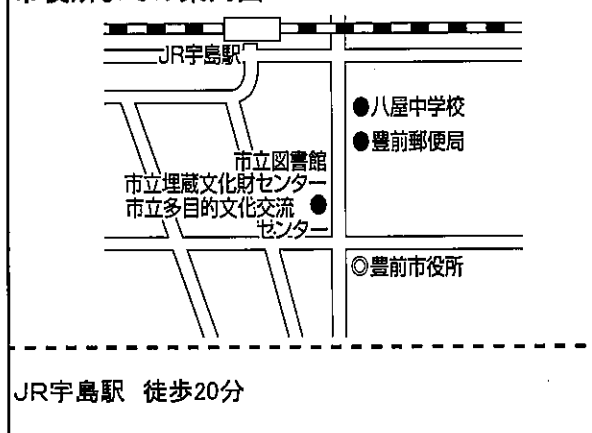 JR宇島駅
●八屋中学校
●豊前郵便局
市立図書館
市立埋蔵文化財センター
市立多目的文化交流
センター
◎豊前市役所
JR宇島駅 徒歩20分